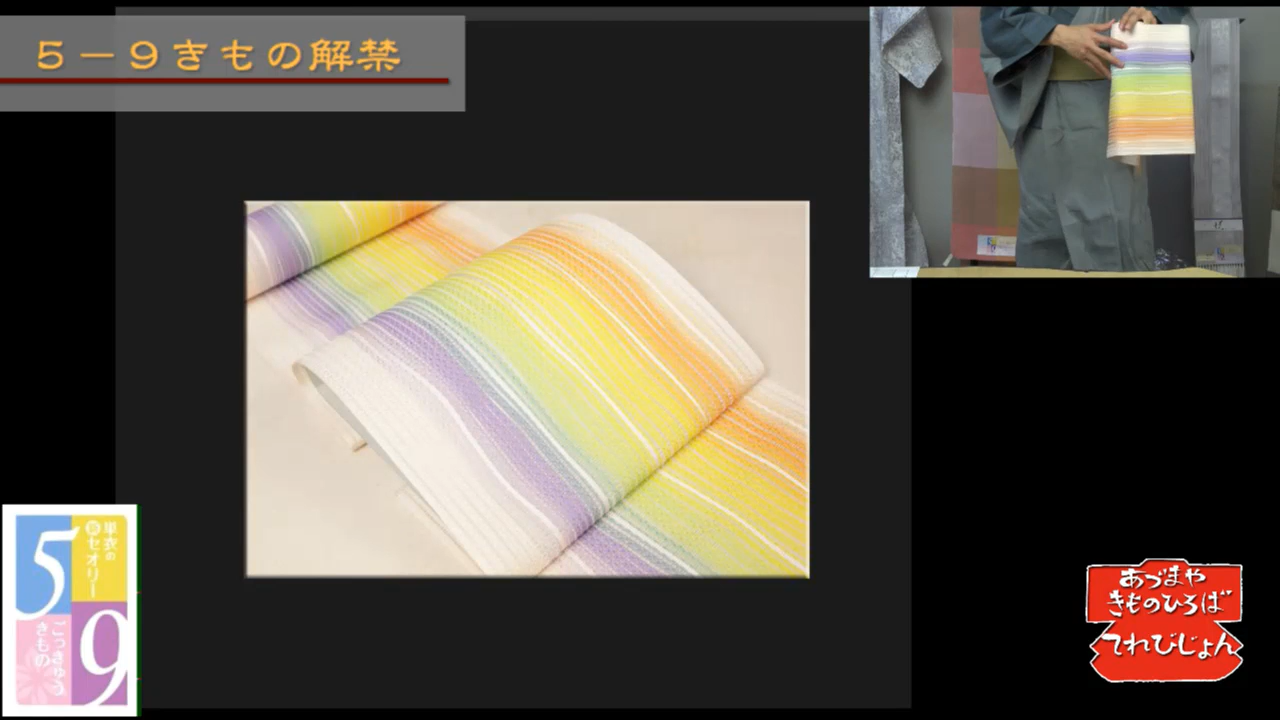 5－9きもの解禁
単衣の
新セオリー
59
ごっきゅう
きもの
あづまや
きものひろば
てれびじょん